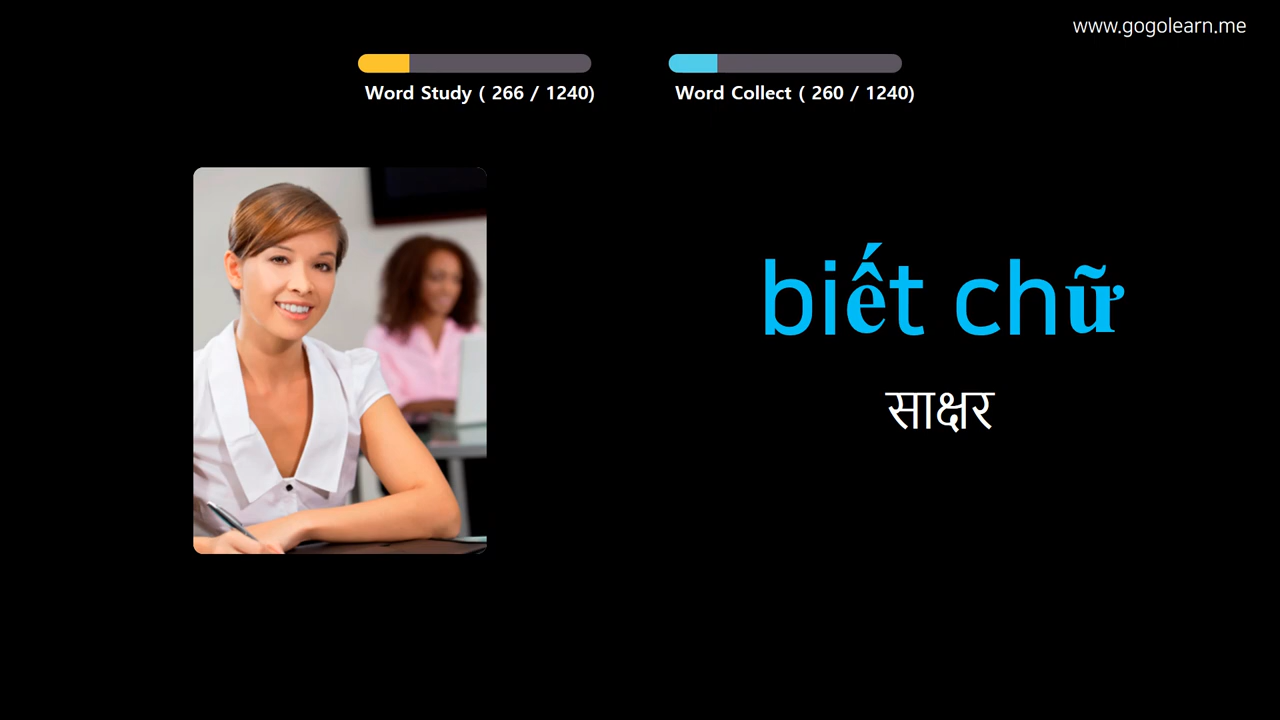 www.gogolearn.me
Word Study ( 266 / 1240)
Word Collect ( 260 / 1240)
biết chữ
साक्षर